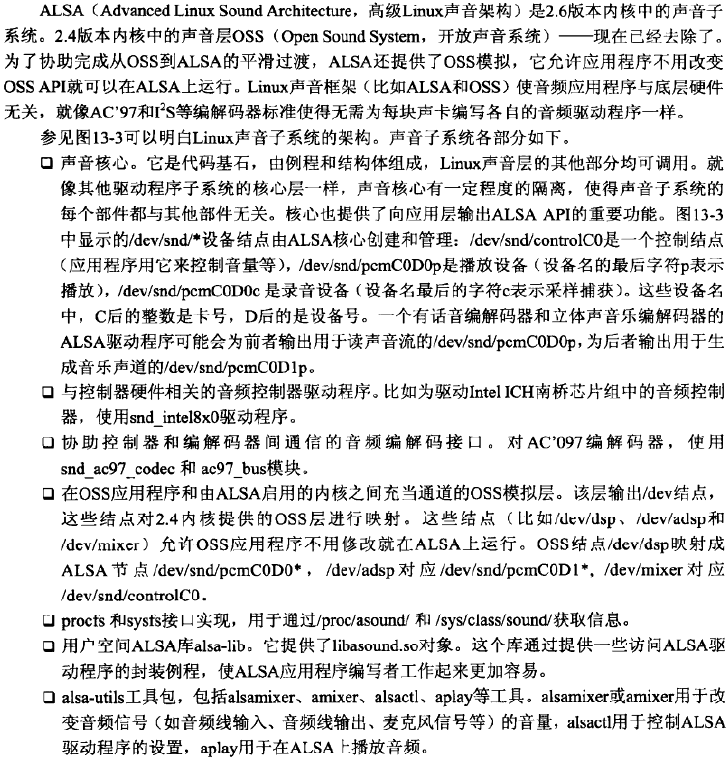 ALSA（Advanced Linux Sound Architecture，高级Linux声音架构）是2.6版本内核中的声音子
系统。2.4版本内核中的声音层OSS（Open Sound System，开放声音系统）——现在已经去除了。
为了协助完成从OSS到ALSA的平滑过渡，ALSA还提供了OSS模拟，它允许应用程序不用改变
OSS API就可以在ALSA上运行。Linux声音框架（比如ALSA和OSS）使音频应用程序与底层硬件
无关，就像AC'97和I²S等编解码器标准使得无需为每块声卡编写各自的音频驱动程序一样。
参见图13-3可以明白Linux声音子系统的架构。声音子系统各部分如下。
❑ 声音核心。它是代码基石，由例程和结构体组成，Linux声音层的其他部分均可调用。就
像其他驱动程序子系统的核心层一样，声音核心有一定程度的隔离，使得声音子系统的
每个部件都与其他部件无关。核心也提供了向应用层输出ALSA API的重要功能。图13-3
中显示的/dev/snd/*设备结点由ALSA核心创建和管理：/dev/snd/controlC0是一个控制结点
（应用程序用它来控制音量等），/dev/snd/pcmC0D0p是播放设备（设备名的最后字符p表示
播放），/dev/snd/pcmC0D0c 是录音设备（设备名最后的字符c表示采样捕获）。这些设备名
中，C后的整数是卡号，D后的是设备号。一个有话音编解码器和立体声音乐编解码器的
ALSA驱动程序可能会为前者输出用于读声音流的/dev/snd/pcmC0D0p，为后者输出用于生
成音乐声道的/dev/snd/pcmC0D1p。
❑ 与控制器硬件相关的音频控制器驱动程序。比如为驱动Intel ICH南桥芯片组中的音频控制
器，使用snd_intel8x0驱动程序。
❑ 协助控制器和编解码器间通信的音频编解码接口。对AC'097编解码器，使用
snd_ac97_codec 和 ac97_bus模块。
❑ 在OSS应用程序和由ALSA启用的内核之间充当通道的OSS模拟层。该层输出/dev结点，
这些结点对2.4内核提供的OSS层进行映射。这些结点（比如/dev/dsp、/dev/adsp和
/dev/mixer）允许OSS应用程序不用修改就在ALSA上运行。OSS结点/dev/dsp映射成
ALSA节点/dev/snd/pcmC0D0*，/dev/adsp对应/dev/snd/pcmC0D1*，/dev/mixer对应
/dev/snd/controlC0。
❑ procfs 和sysfs接口实现，用于通过/proc/asound/ 和 /sys/class/sound/获取信息。
❑ 用户空间ALSA库alsa-lib。它提供了libasound.so对象。这个库通过提供一些访问ALSA驱
动程序的封装例程，使ALSA应用程序编写者工作起来更加容易。
❑ alsa-utils工具包，包括alsamixer、amixer、alsactl、aplay等工具。alsamixer或amixer用于改
变音频信号（如音频线输入、音频线输出、麦克风信号等）的音量，alsactl用于控制ALSA
驱动程序的设置，aplay用于在ALSA上播放音频。